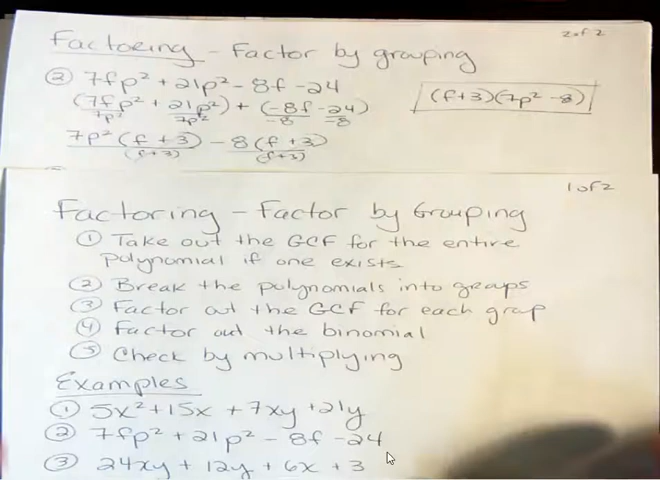 2 of 2
Factoring - Factor by grouping
② 7fp² + 21p² - 8f - 24
(7fp² + 21p²) + (-8f - 24)
7p² 7p² -8 -8
(f+3)(7p² - 8)
7p² (f + 3) - 8 (f + 3)
(f+3) (f+3)
1 of 2
Factoring - Factor by Grouping
① Take out the GCF for the entire
polynomial if one exists
② Break the polynomials into groups
③ Factor out the GCF for each group
④ Factor out the binomial
⑤ Check by multiplying
Examples
① 5x² + 15x + 7xy + 21y
② 7fp² + 21p² - 8f - 24
③ 24xy + 12y + 6x + 3